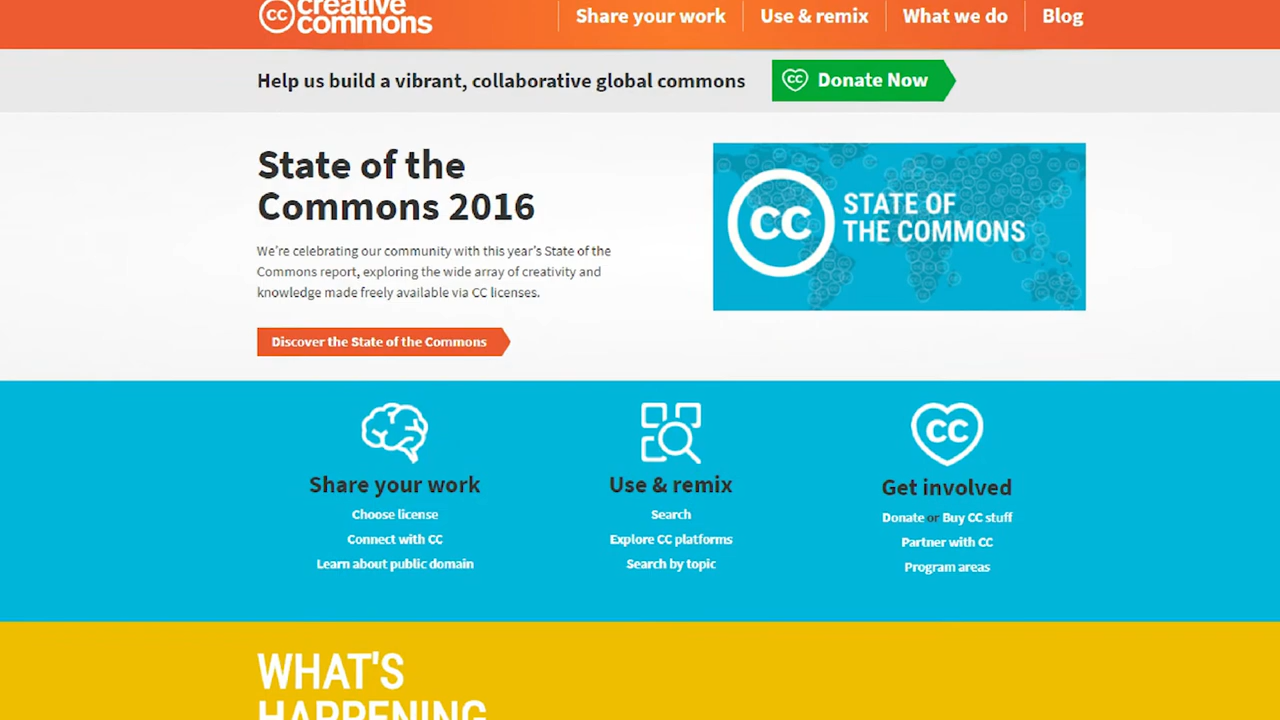 creative
commons
CC
Share your work
Use & remix
What we do
Blog
Help us build a vibrant, collaborative global commons
CC
Donate Now
State of the
Commons 2016
We're celebrating our community with this year's State of the
Commons report, exploring the wide array of creativity and
knowledge made freely available via CC licenses.
Discover the State of the Commons
CC
STATE OF
THE COMMONS
Share your work
Choose license
Connect with CC
Learn about public domain
Use & remix
Search
Explore CC platforms
Search by topic
CC
Get involved
Donate or Buy CC stuff
Partner with CC
Program areas
WHAT'S
HAPPENING